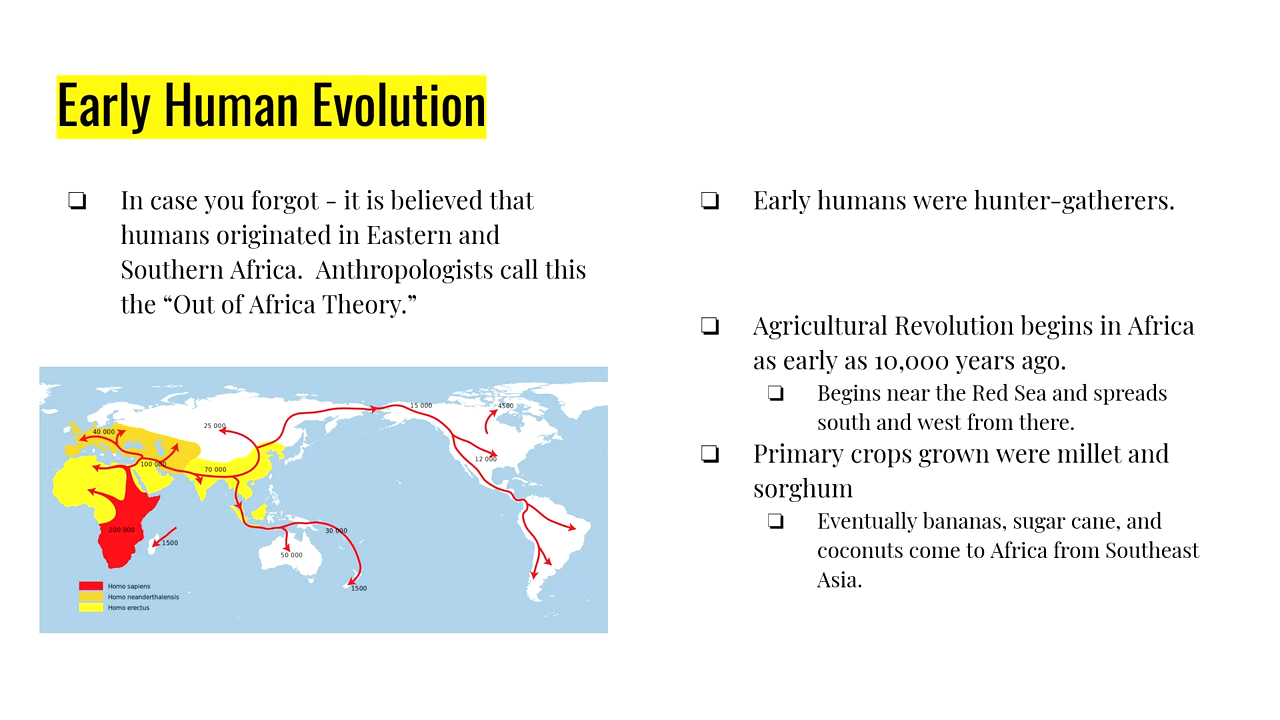 Early Human Evolution
❏ In case you forgot - it is believed that
humans originated in Eastern and
Southern Africa.  Anthropologists call this
the “Out of Africa Theory.”
15 000
4500
25 000
40 000
12 000
100 000
70 000
200 000
30 000
1500
50 000
1500
Homo sapiens
Homo neanderthalensis
Homo erectus
❏ Early humans were hunter-gatherers.
❏ Agricultural Revolution begins in Africa
as early as 10,000 years ago.
❏ Begins near the Red Sea and spreads
south and west from there.
❏ Primary crops grown were millet and
sorghum
❏ Eventually bananas, sugar cane, and
coconuts come to Africa from Southeast
Asia.